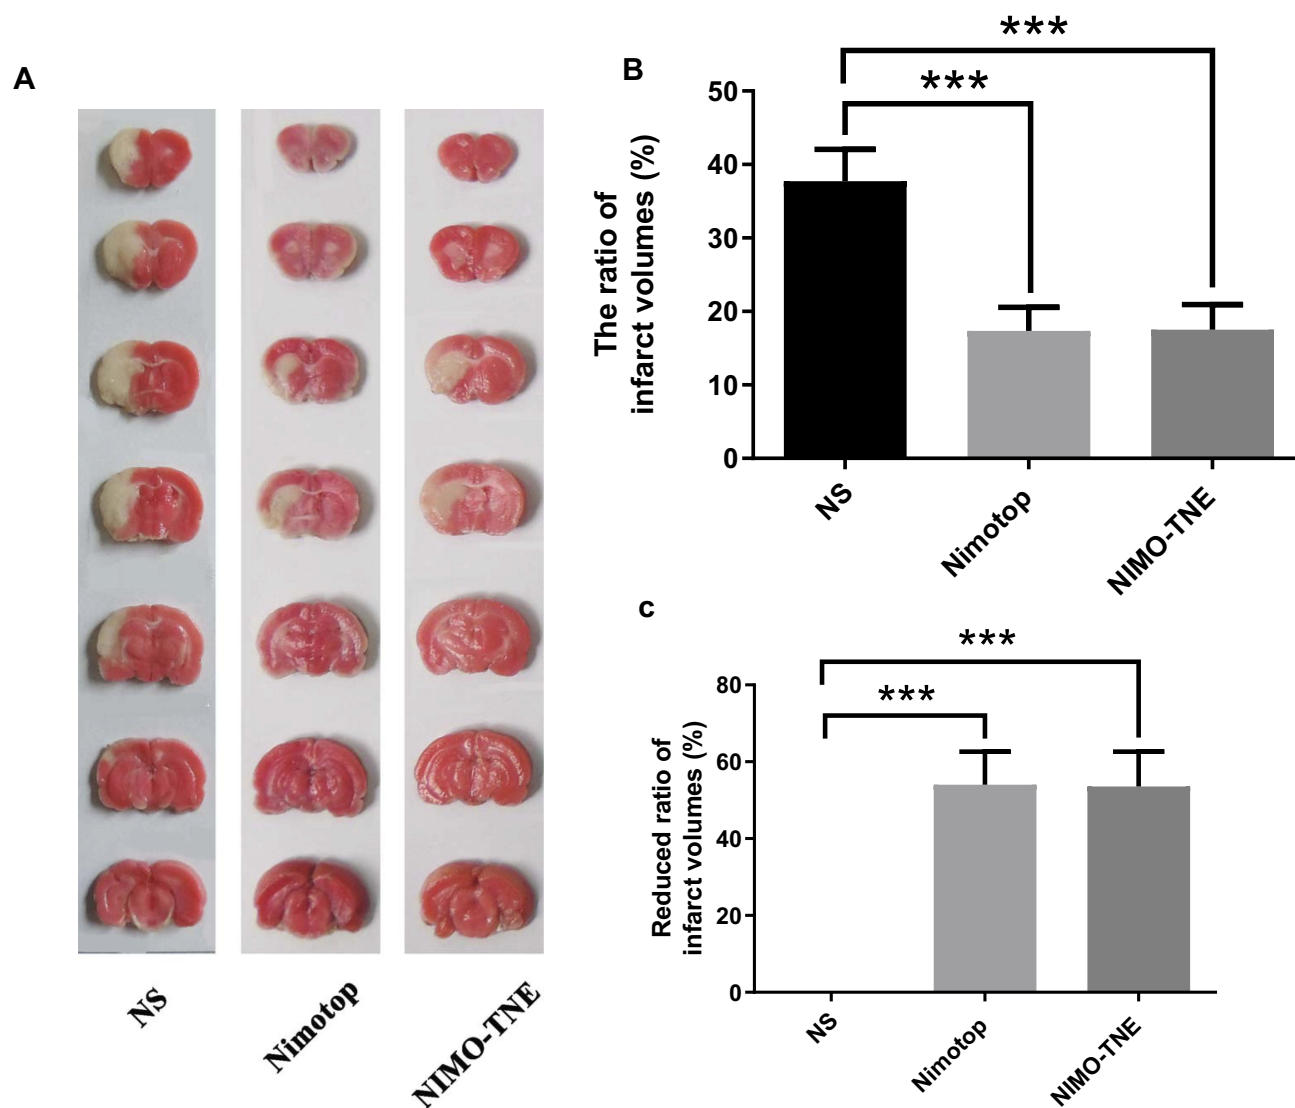 A
NS
Nimotop
NIMO-TNE
B
***
***
The ratio of
infarct volumes (%)
50
40
30
20
10
0
NS
Nimotop
NIMO-TNE
c
***
***
Reduced ratio of
infarct volumes (%)
80
60
40
20
0
NS
Nimotop
NIMO-TNE